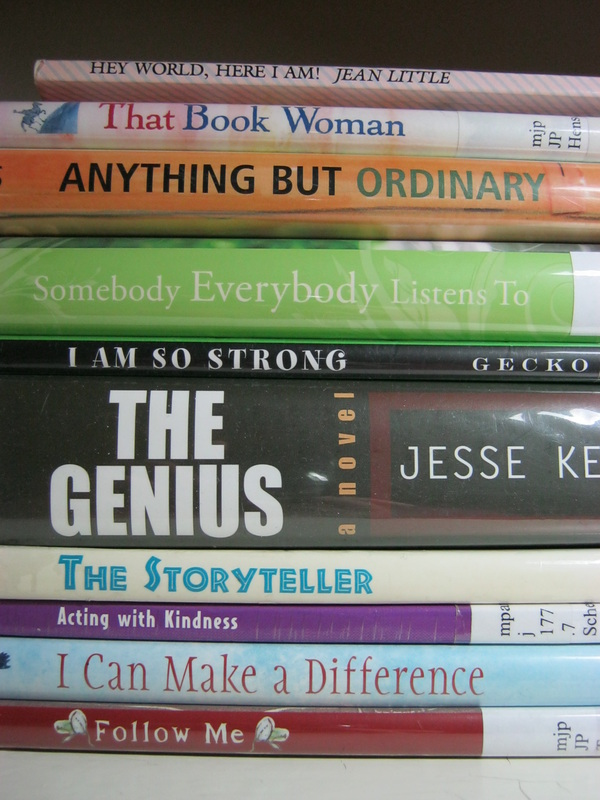 HEY WORLD, HERE I AM! JEAN LITTLE
That Book Woman
mjp
JP
Hens
ANYTHING BUT ORDINARY
Somebody Everybody Listens To
I AM SO STRONG GECKO
THE
GENIUS
a novel
JESSE KE
THE STORYTELLER
Acting with Kindness
mpa
j
177
.7
Scho
I Can Make a Difference
Follow Me
mjp
JP